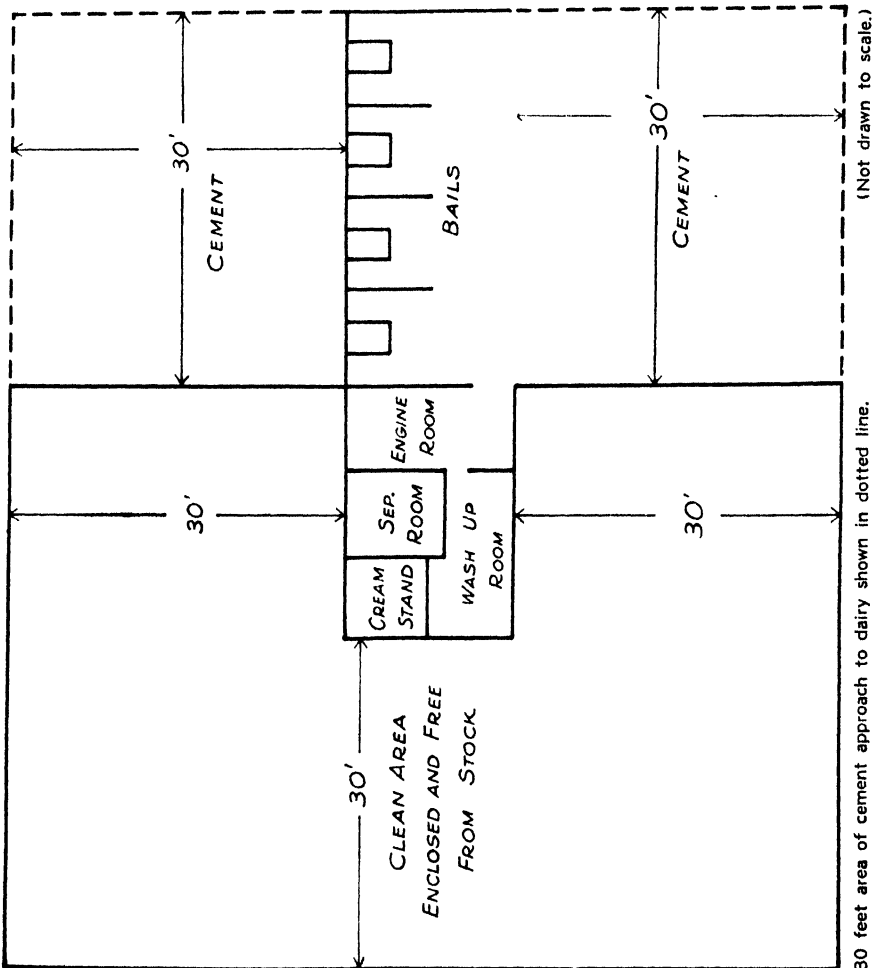 30'
CEMENT
BAILS
30'
CEMENT
30'
ENGINE
ROOM
SEP.
ROOM
CREAM
STAND
WASH UP
ROOM
30'
30'
CLEAN AREA
ENCLOSED AND FREE
FROM STOCK.
30 feet area of cement approach to dairy shown in dotted line.
(Not drawn to scale.)